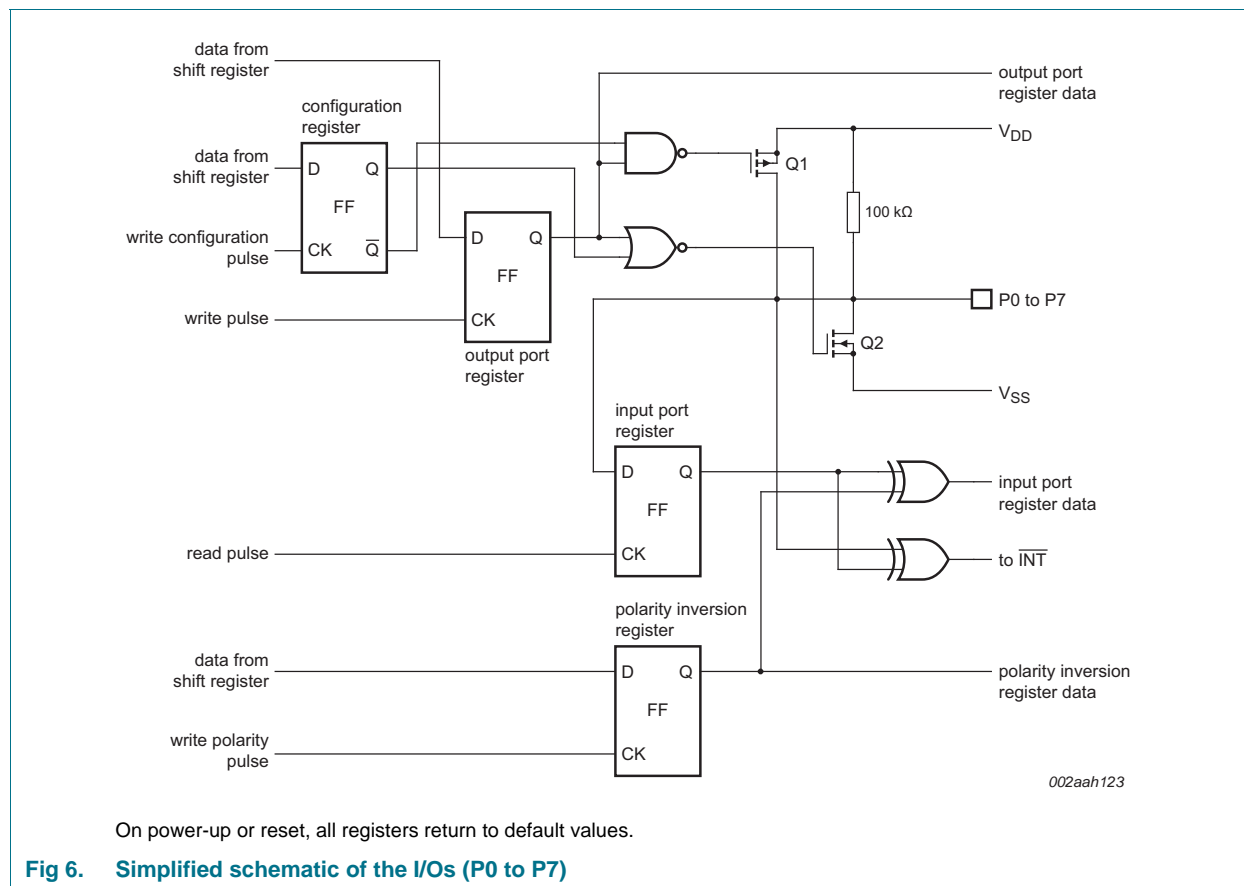 data from
shift register
output port
register data
configuration
register
V_DD
data from
shift register
D
Q
Q1
FF
100 kΩ
write configuration
pulse
CK
Q̅
D
Q
FF
P0 to P7
write pulse
CK
Q2
output port
register
V_SS
input port
register
D
Q
input port
register data
FF
read pulse
CK
to I̅N̅T̅
polarity inversion
register
data from
shift register
D
Q
polarity inversion
register data
FF
write polarity
pulse
CK
002aah123
On power-up or reset, all registers return to default values.
Fig 6. Simplified schematic of the I/Os (P0 to P7)